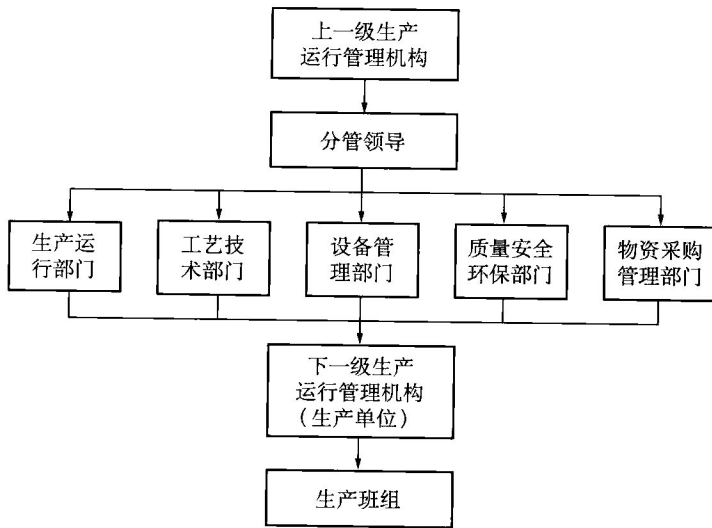 上一级生产
运行管理机构
分管领导
生产运
行部门
工艺技
术部门
设备管
理部门
质量安全
环保部门
物资采购
管理部门
下一级生产
运行管理机构
（生产单位）
生产班组